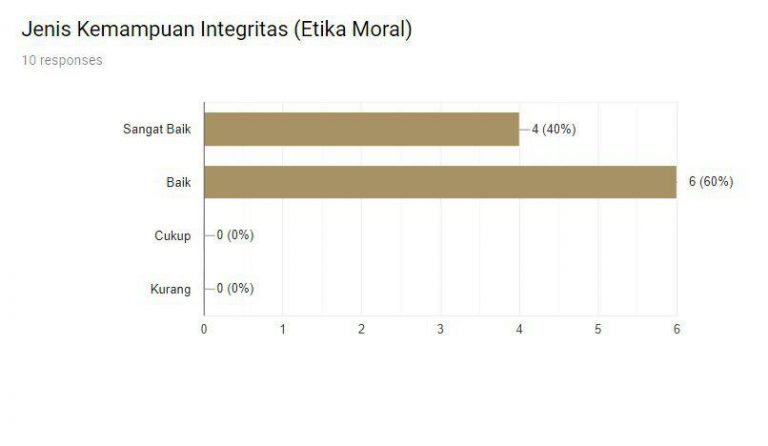 Jenis Kemampuan Integritas (Etika Moral)
10 responses
Sangat Baik 4 (40%)
Baik 6 (60%)
Cukup 0 (0%)
Kurang 0 (0%)
0 1 2 3 4 5 6